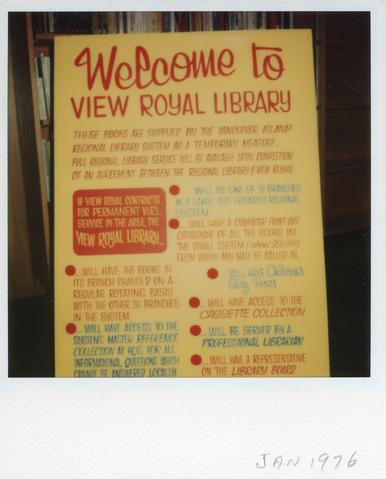 Welcome to
VIEW ROYAL LIBRARY
THESE BOOKS ARE SUPPLIED BY THE VANCOUVER ISLAND
REGIONAL LIBRARY SYSTEM AS A TEMPORARY MEASURE.
FULL REGIONAL LIBRARY SERVICE WILL BE AVAILABLE UPON COMPLETION
OF AN AGREEMENT BETWEEN THE REGIONAL LIBRARY & VIEW ROYAL
IF VIEW ROYAL CONTRACTS
FOR PERMANENT V.I.R.L.
SERVICE IN THE AREA, THE
VIEW ROYAL LIBRARY...
WILL BE ONE OF 31 BRANCHES
IN A LARGE BUT FRIENDLY REGIONAL
SYSTEM
...WILL HAVE A COMPUTER PRINT OUT
CATALOGUE OF ALL THE BOOKS IN
THE WHOLE SYSTEM
FROM WHICH ANY MAY BE CALLED IN.
...WILL HAVE THE BOOKS IN
ITS BRANCH CHANGED ON A
REGULAR ROTATING BASIS
WITH THE OTHER 30 BRANCHES
IN THE SYSTEM.
...WILL HAVE Children's
Story Hours
...WILL HAVE ACCESS TO THE
CASSETTE COLLECTION
...WILL HAVE ACCESS TO THE
SYSTEMS MASTER REFERENCE
COLLECTION AT HQS. FOR ALL
INFORMATIONAL QUESTIONS WHICH
CANNOT BE ANSWERED LOCALLY
...WILL BE SERVED BY A
PROFESSIONAL LIBRARIAN
...WILL HAVE A REPRESENTATIVE
ON THE LIBRARY BOARD
JAN 1976